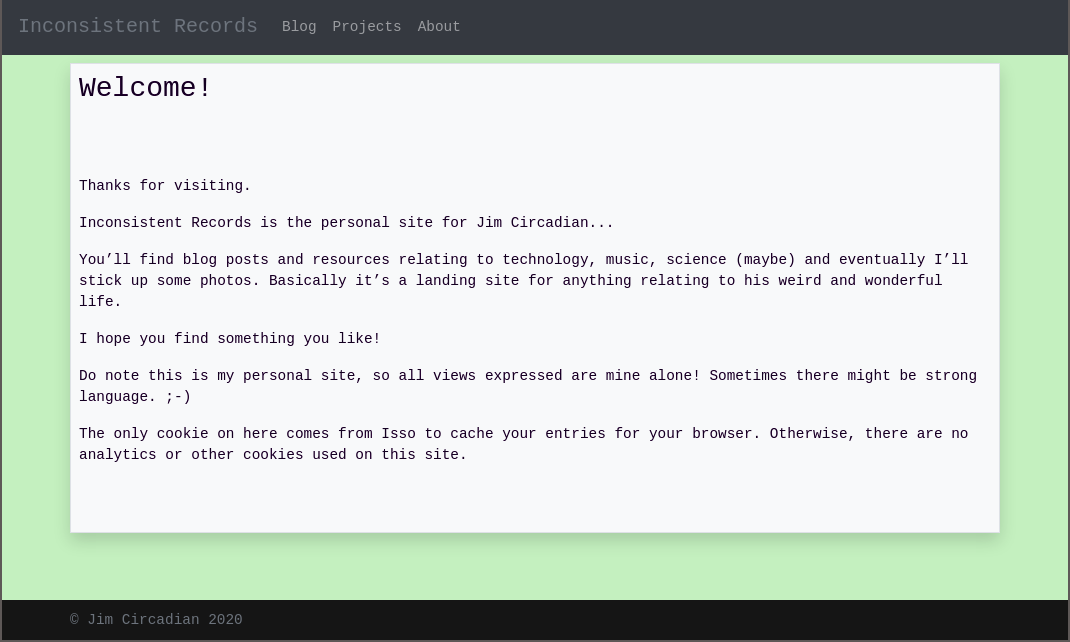 Inconsistent Records Blog Projects About
Welcome!
Thanks for visiting.
Inconsistent Records is the personal site for Jim Circadian...
You’ll find blog posts and resources relating to technology, music, science (maybe) and eventually I’ll
stick up some photos. Basically it’s a landing site for anything relating to his weird and wonderful
life.
I hope you find something you like!
Do note this is my personal site, so all views expressed are mine alone! Sometimes there might be strong
language. ;-)
The only cookie on here comes from Isso to cache your entries for your browser. Otherwise, there are no
analytics or other cookies used on this site.
© Jim Circadian 2020